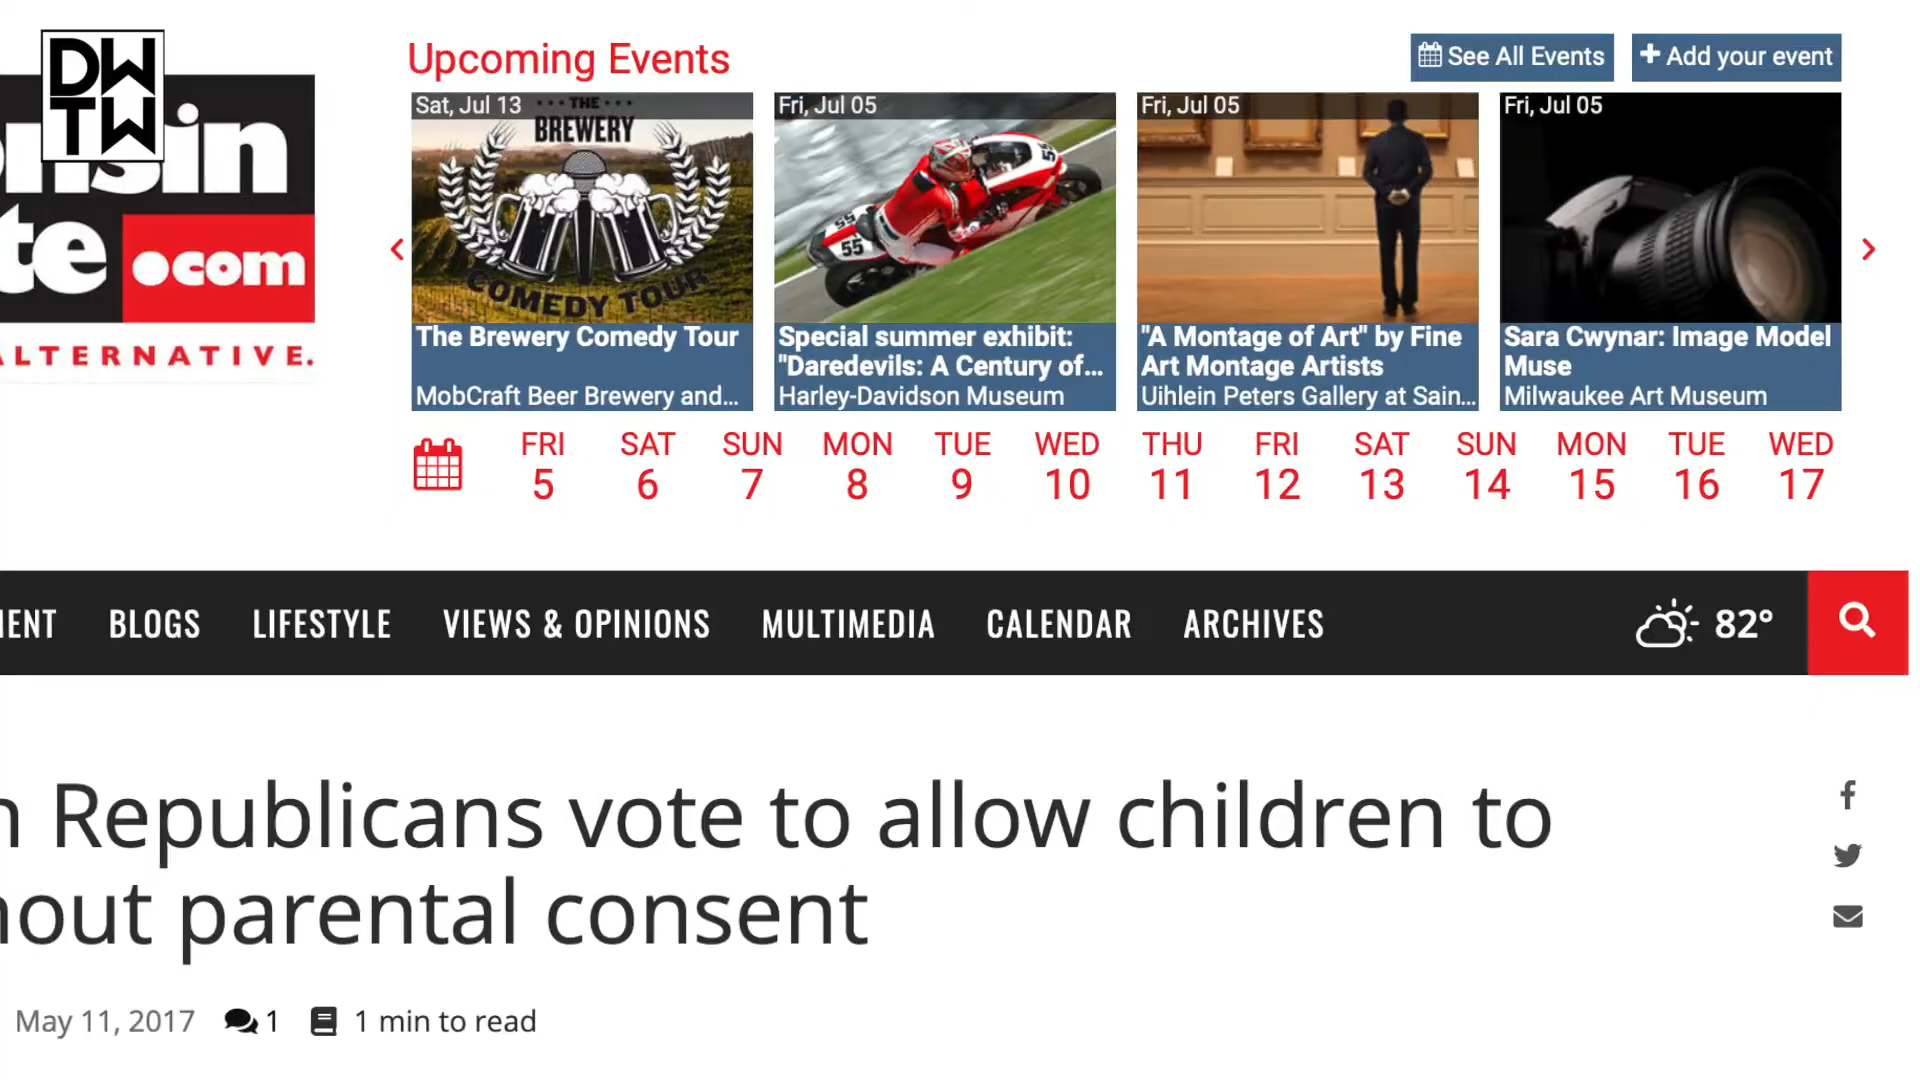 DW
TW
sin
te
.com
ALTERNATIVE.
Upcoming Events
See All Events
+ Add your event
Sat, Jul 13
THE
BREWERY
COMEDY TOUR
The Brewery Comedy Tour
MobCraft Beer Brewery and...
Fri, Jul 05
55
55
Special summer exhibit:
"Daredevils: A Century of...
Harley-Davidson Museum
Fri, Jul 05
"A Montage of Art" by Fine
Art Montage Artists
Uihlein Peters Gallery at Sain...
Fri, Jul 05
Sara Cwynar: Image Model
Muse
Milwaukee Art Museum
FRI SAT SUN MON TUE WED THU FRI SAT SUN MON TUE WED
5 6 7 8 9 10 11 12 13 14 15 16 17
MENT BLOGS LIFESTYLE VIEWS & OPINIONS MULTIMEDIA CALENDAR ARCHIVES 82°
n Republicans vote to allow children to
hout parental consent
May 11, 2017 1 1 min to read